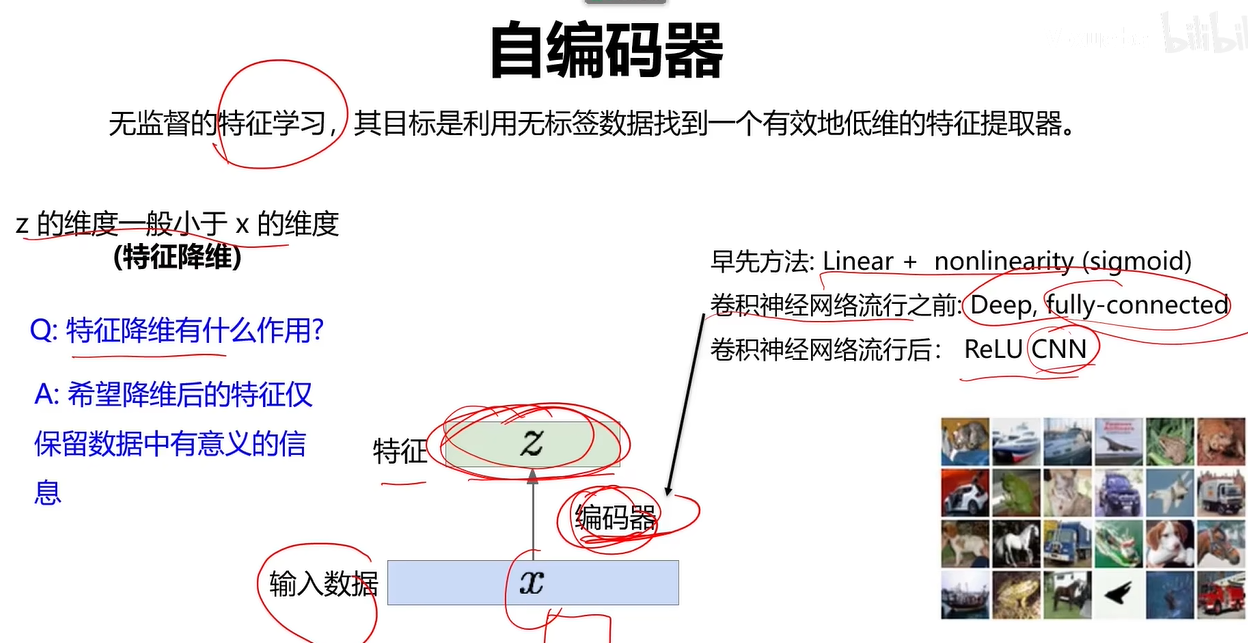 自编码器
bilibili
无监督的特征学习，其目标是利用无标签数据找到一个有效地低维的特征提取器。
z 的维度一般小于 x 的维度
(特征降维)
Q: 特征降维有什么作用?
A: 希望降维后的特征仅
保留数据中有意义的信
息
早先方法: Linear + nonlinearity (sigmoid)
卷积神经网络流行之前: Deep, fully-connected
卷积神经网络流行后： ReLU CNN
特征
z
编码器
输入数据
x